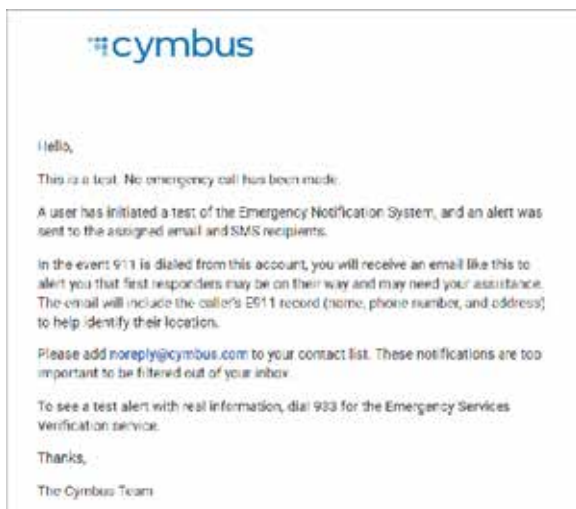 cymbus
Hello,
This is a test. No emergency call has been made.
A user has initiated a test of the Emergency Notification System, and an alert was
sent to the assigned email and SMS recipients.
In the event 911 is dialed from this account, you will receive an email like this to
alert you that first responders may be on their way and may need your assistance.
The email will include the caller's E911 record (name, phone number, and address)
to help identify their location.
Please add noreply@cymbus.com to your contact list. These notifications are too
important to be filtered out of your inbox.
To see a test alert with real information, dial 933 for the Emergency Services
Verification service.
Thanks,
The Cymbus Team